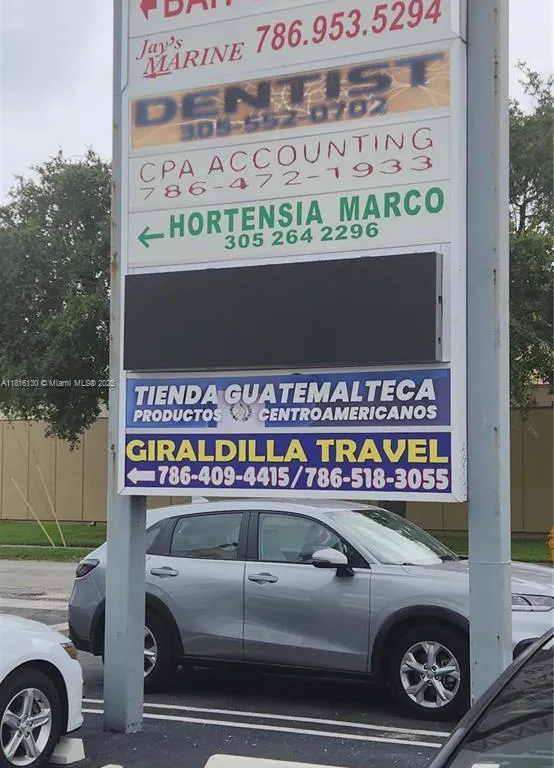 Jay's
MARINE 786.953.5294
DENTIST
305-552-0702
CPA ACCOUNTING
786-472-1933
HORTENSIA MARCO
305 264 2296
TIENDA GUATEMALTECA
PRODUCTOS CENTROAMERICANOS
GIRALDILLA TRAVEL
786-409-4415/786-518-3055
A11816130 © Miami MLS® 2025